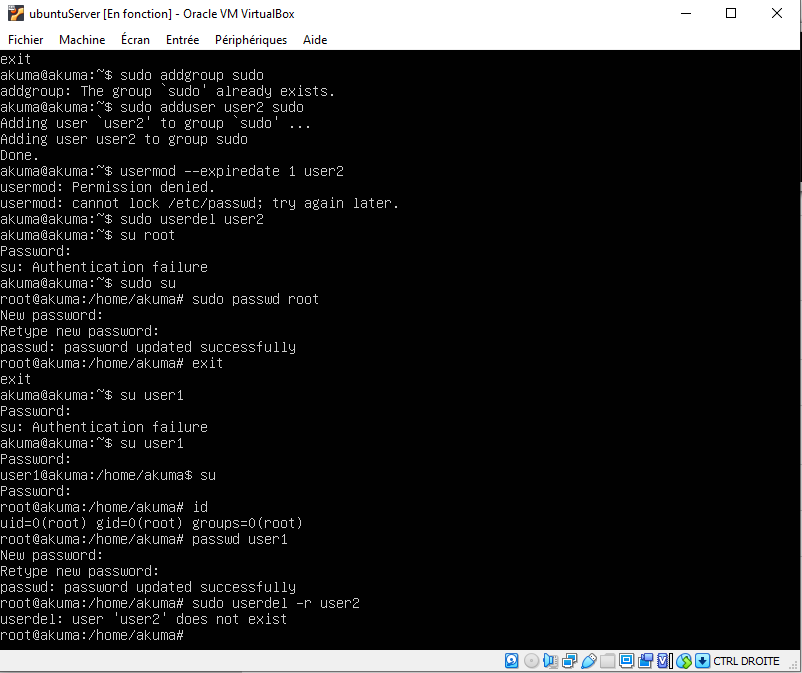 ubuntuServer [En fonction] - Oracle VM VirtualBox
Fichier Machine Écran Entrée Périphériques Aide
exit
akuma@akuma:~$ sudo addgroup sudo
addgroup: The group `sudo' already exists.
akuma@akuma:~$ sudo adduser user2 sudo
Adding user `user2' to group `sudo' ...
Adding user user2 to group sudo
Done.
akuma@akuma:~$ usermod --expiredate 1 user2
usermod: Permission denied.
usermod: cannot lock /etc/passwd; try again later.
akuma@akuma:~$ sudo userdel user2
akuma@akuma:~$ su root
Password:
su: Authentication failure
akuma@akuma:~$ sudo su
root@akuma:/home/akuma# sudo passwd root
New password:
Retype new password:
passwd: password updated successfully
root@akuma:/home/akuma# exit
exit
akuma@akuma:~$ su user1
Password:
su: Authentication failure
akuma@akuma:~$ su user1
Password:
user1@akuma:/home/akuma$ su
Password:
root@akuma:/home/akuma# id
uid=0(root) gid=0(root) groups=0(root)
root@akuma:/home/akuma# passwd user1
New password:
Retype new password:
passwd: password updated successfully
root@akuma:/home/akuma# sudo userdel -r user2
userdel: user 'user2' does not exist
root@akuma:/home/akuma#
CTRL DROITE